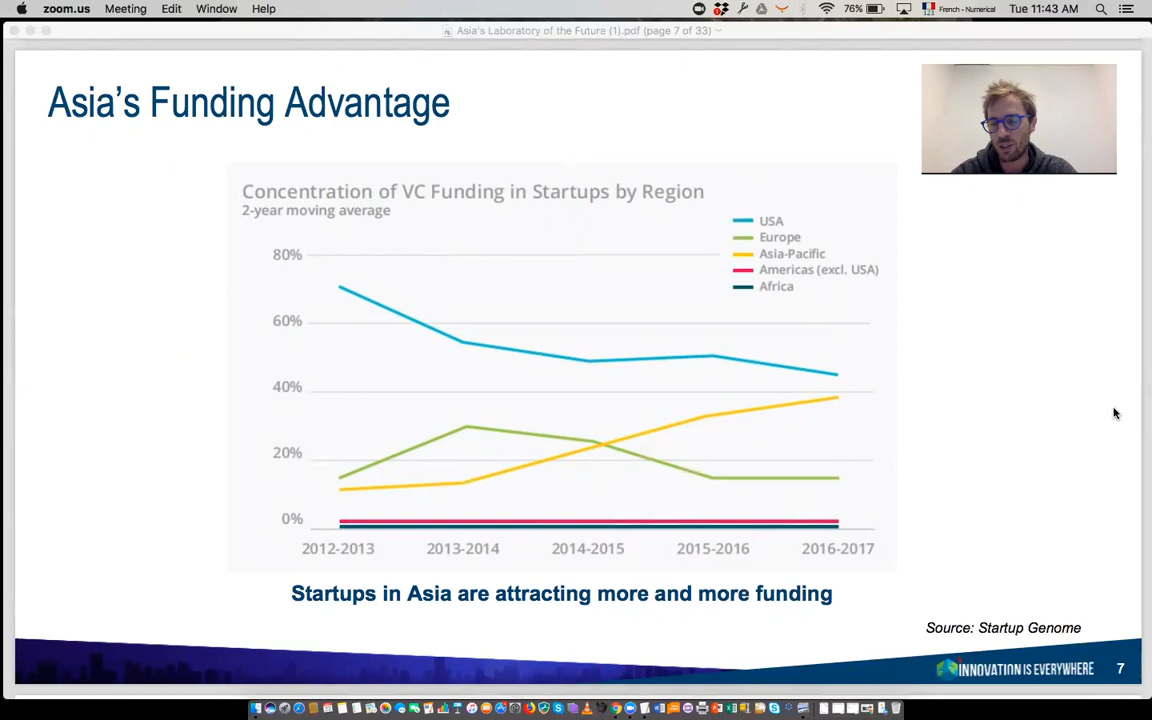 zoom.us Meeting Edit Window Help 76% French - Numerical Tue 11:43 AM
Asia's Laboratory of the Future (1).pdf (page 7 of 33)
Asia's Funding Advantage
Concentration of VC Funding in Startups by Region
2-year moving average
USA
Europe
Asia-Pacific
Americas (excl. USA)
Africa
80%
60%
40%
20%
0%
2012-2013 2013-2014 2014-2015 2015-2016 2016-2017
Startups in Asia are attracting more and more funding
Source: Startup Genome
INNOVATION IS EVERYWHERE 7